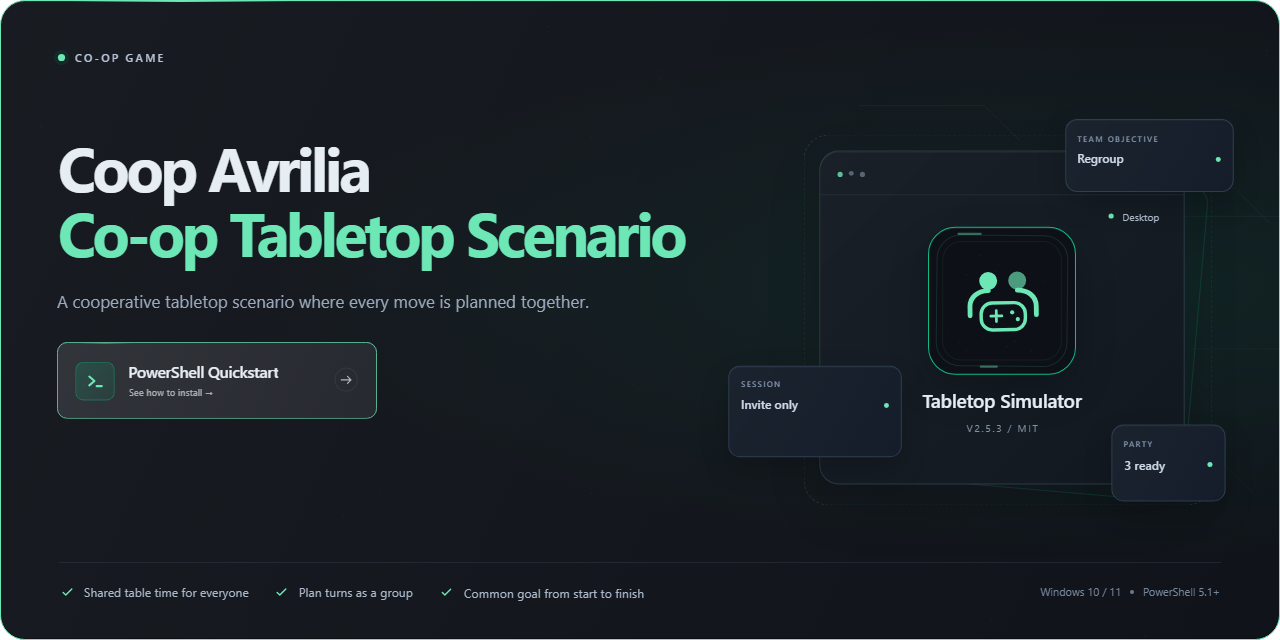 CO-OP GAME
Coop Avrilia
Co-op Tabletop Scenario
A cooperative tabletop scenario where every move is planned together.
PowerShell Quickstart
See how to install →
TEAM OBJECTIVE
Regroup
Desktop
SESSION
Invite only
Tabletop Simulator
V2.5.3 / MIT
PARTY
3 ready
Shared table time for everyone
Plan turns as a group
Common goal from start to finish
Windows 10 / 11 • PowerShell 5.1+